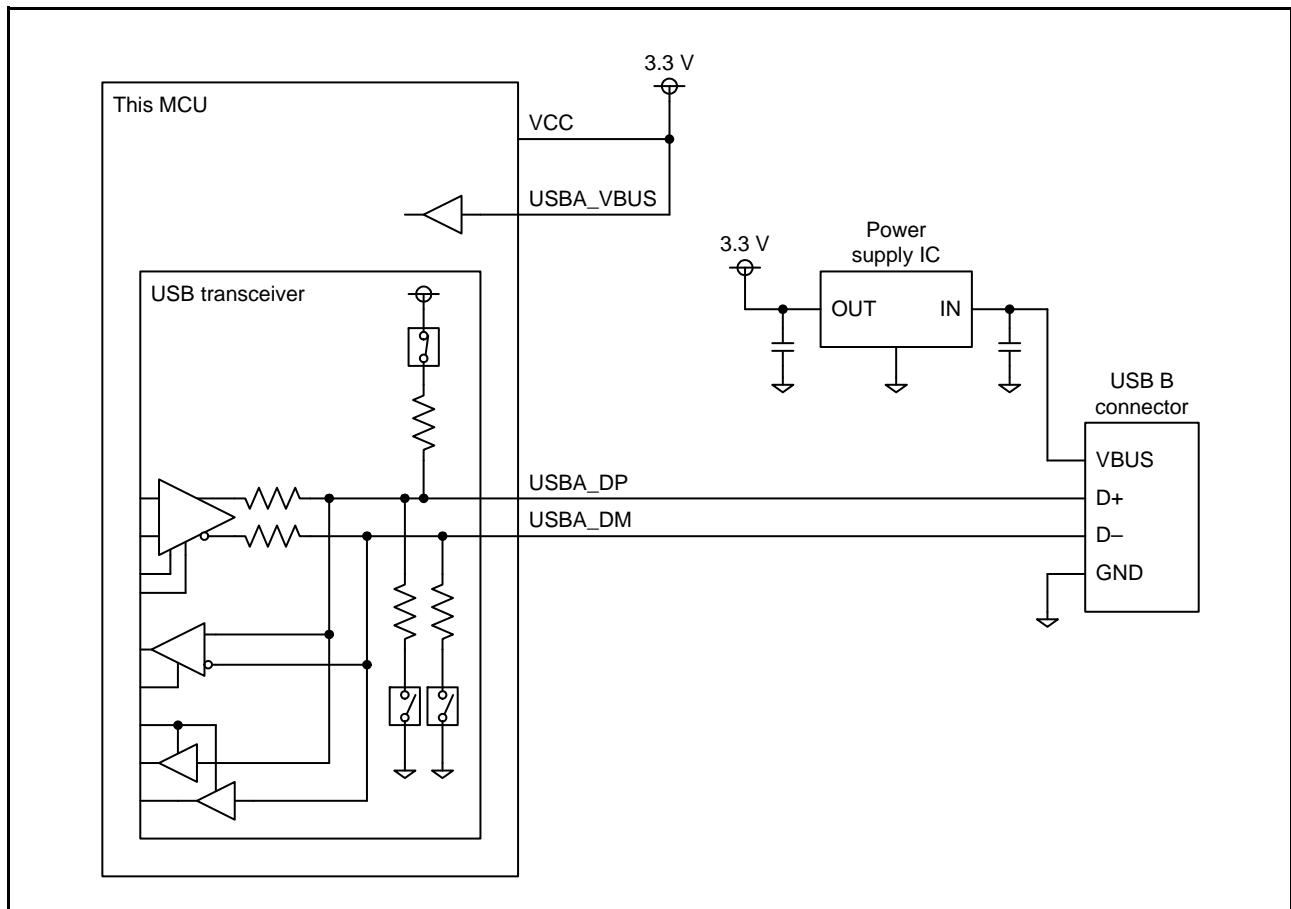 3.3 V
This MCU
VCC
USBA_VBUS
Power
supply IC
3.3 V
USB transceiver
OUT
IN
USB B
connector
VBUS
USBA_DP
D+
USBA_DM
D–
GND